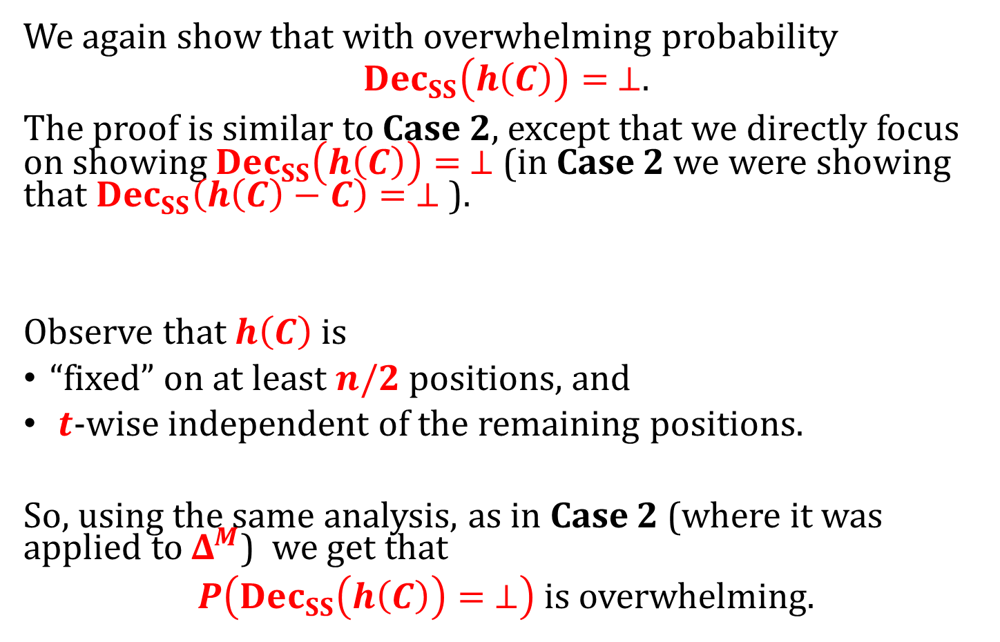 We again show that with overwhelming probability
Dec_SS(h(C)) = ⊥.
The proof is similar to Case 2, except that we directly focus
on showing Dec_SS(h(C)) = ⊥ (in Case 2 we were showing
that Dec_SS(h(C) − C) = ⊥ ).
Observe that h(C) is
• “fixed” on at least n/2 positions, and
• t-wise independent of the remaining positions.
So, using the same analysis, as in Case 2 (where it was
applied to Δ^M) we get that
P(Dec_SS(h(C)) = ⊥) is overwhelming.